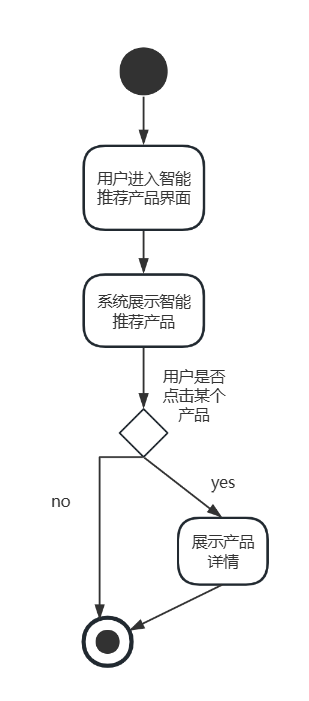 用户进入智能
推荐产品界面
系统展示智能
推荐产品
用户是否
点击某个
产品
yes
no
展示产品
详情